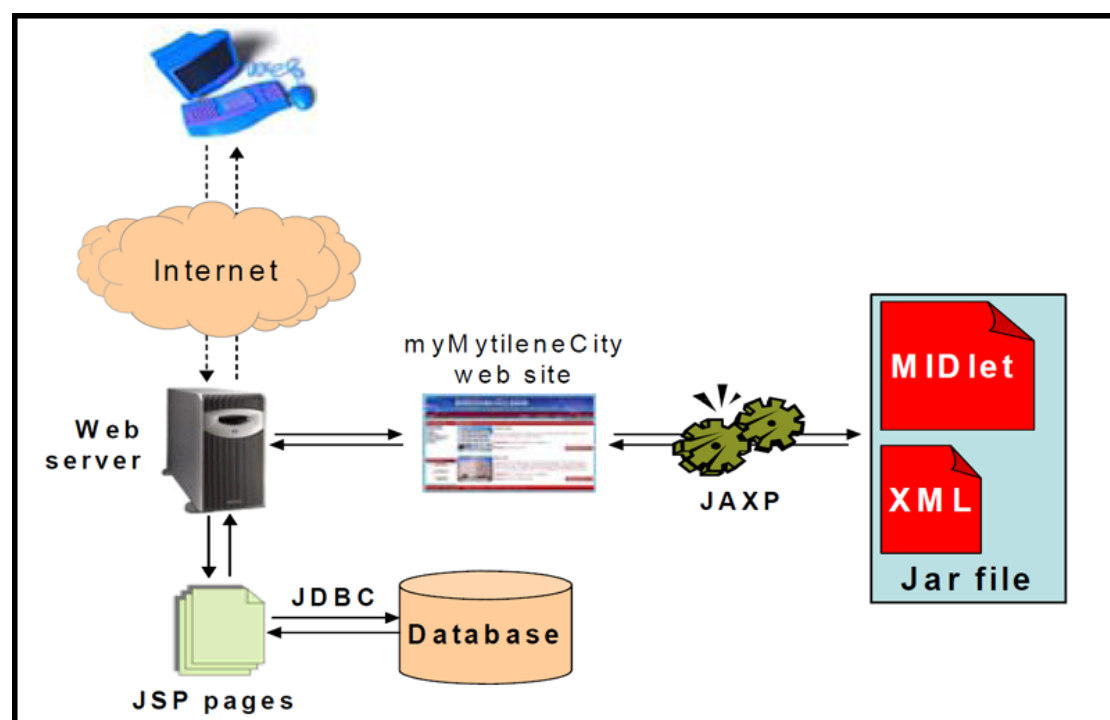 Internet
myMytileneCity
web site
Web
server
JAXP
MIDlet
XML
Jar file
JDBC
Database
JSP pages